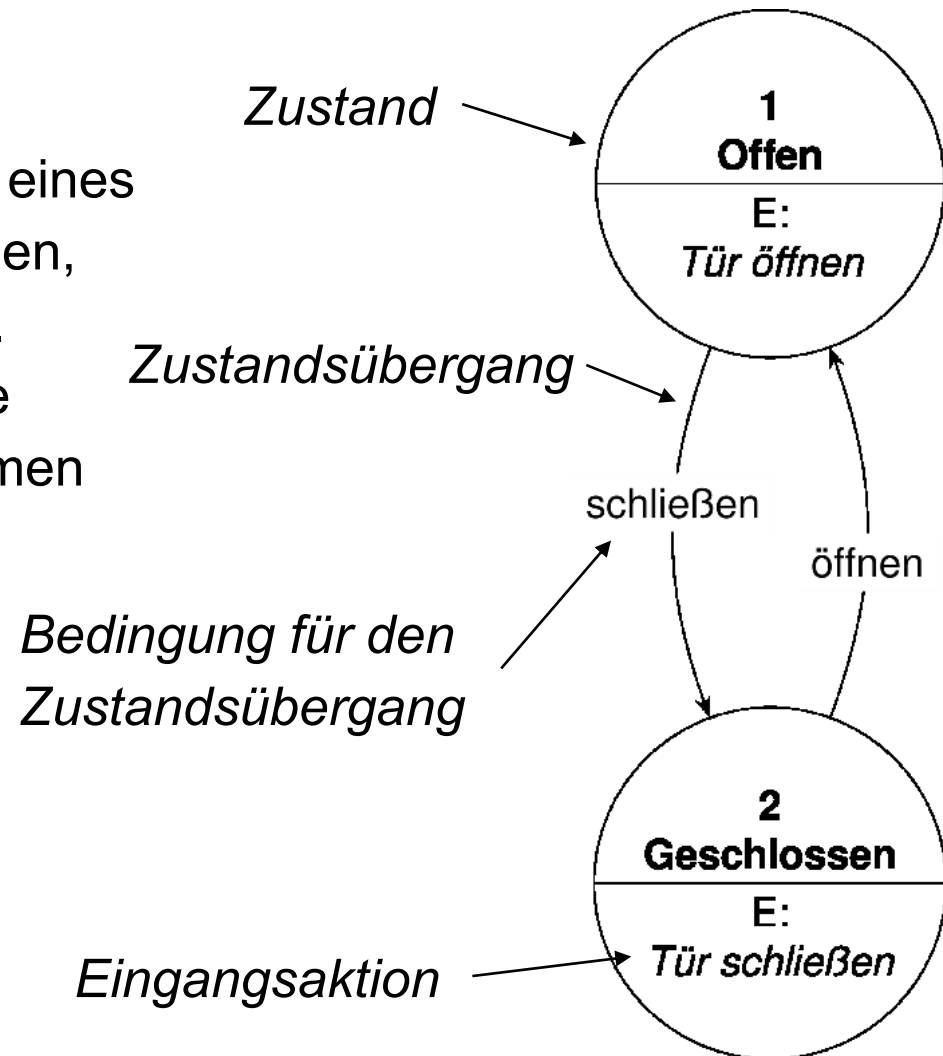 Zustand
1
Offen
E:
Tür öffnen
eines
en,
Zustandsübergang
men
schließen
öffnen
Bedingung für den
Zustandsübergang
2
Geschlossen
E:
Tür schließen
Eingangsaktion